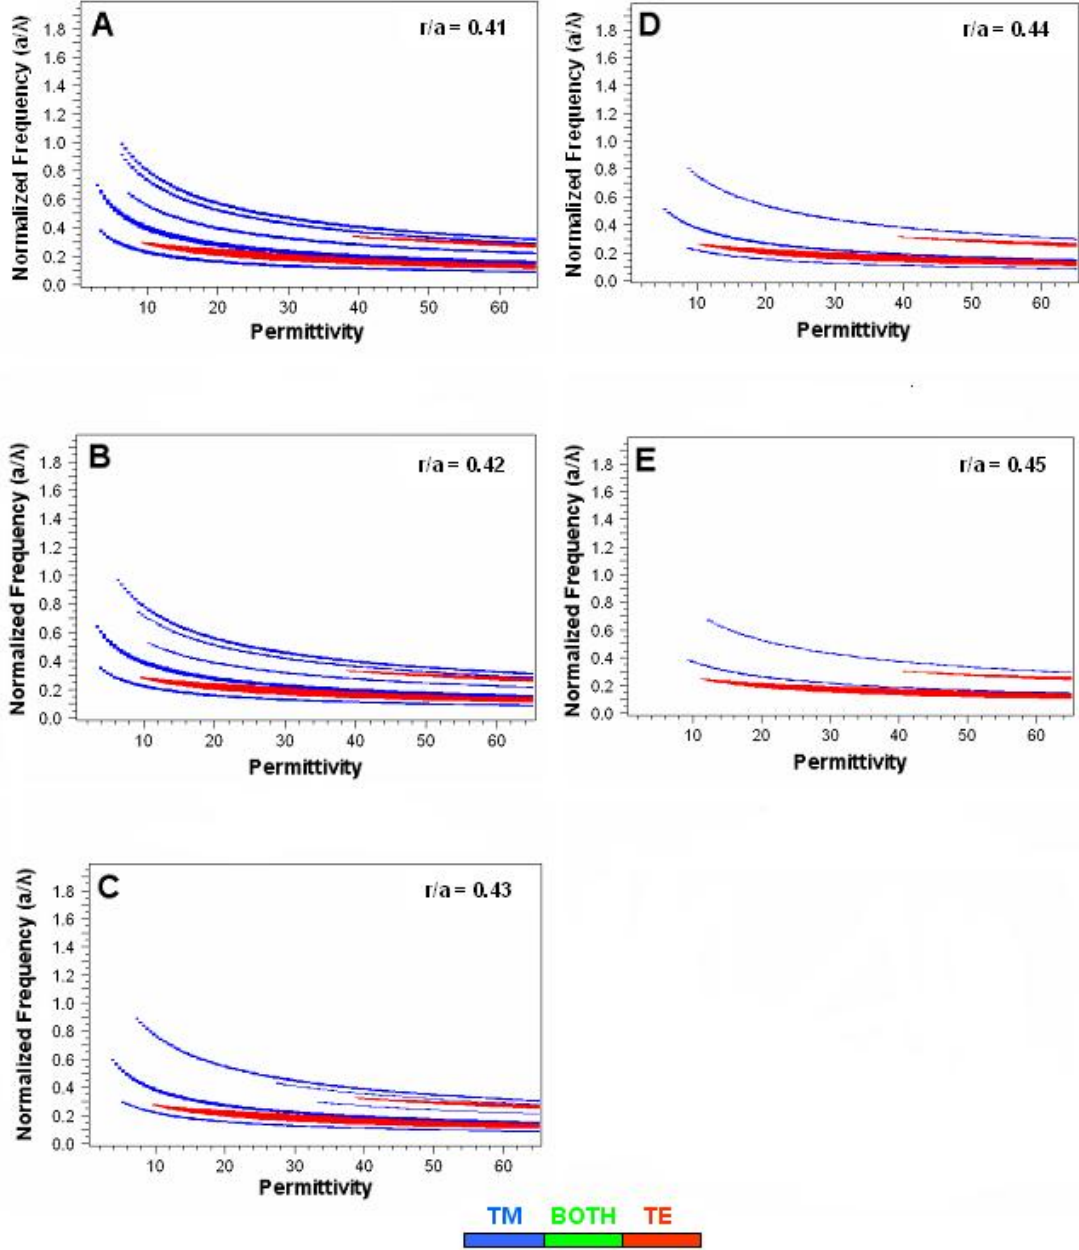 A
r/a = 0.41
Normalized Frequency (a/λ)
1.8
1.6
1.4
1.2
1.0
0.8
0.6
0.4
0.2
0.0
10 20 30 40 50 60
Permittivity
D
r/a = 0.44
Normalized Frequency (a/λ)
1.8
1.6
1.4
1.2
1.0
0.8
0.6
0.4
0.2
0.0
10 20 30 40 50 60
Permittivity
B
r/a = 0.42
Normalized Frequency (a/λ)
1.8
1.6
1.4
1.2
1.0
0.8
0.6
0.4
0.2
0.0
10 20 30 40 50 60
Permittivity
E
r/a = 0.45
Normalized Frequency (a/λ)
1.8
1.6
1.4
1.2
1.0
0.8
0.6
0.4
0.2
0.0
10 20 30 40 50 60
Permittivity
C
r/a = 0.43
Normalized Frequency (a/λ)
1.8
1.6
1.4
1.2
1.0
0.8
0.6
0.4
0.2
0.0
10 20 30 40 50 60
Permittivity
TM BOTH TE